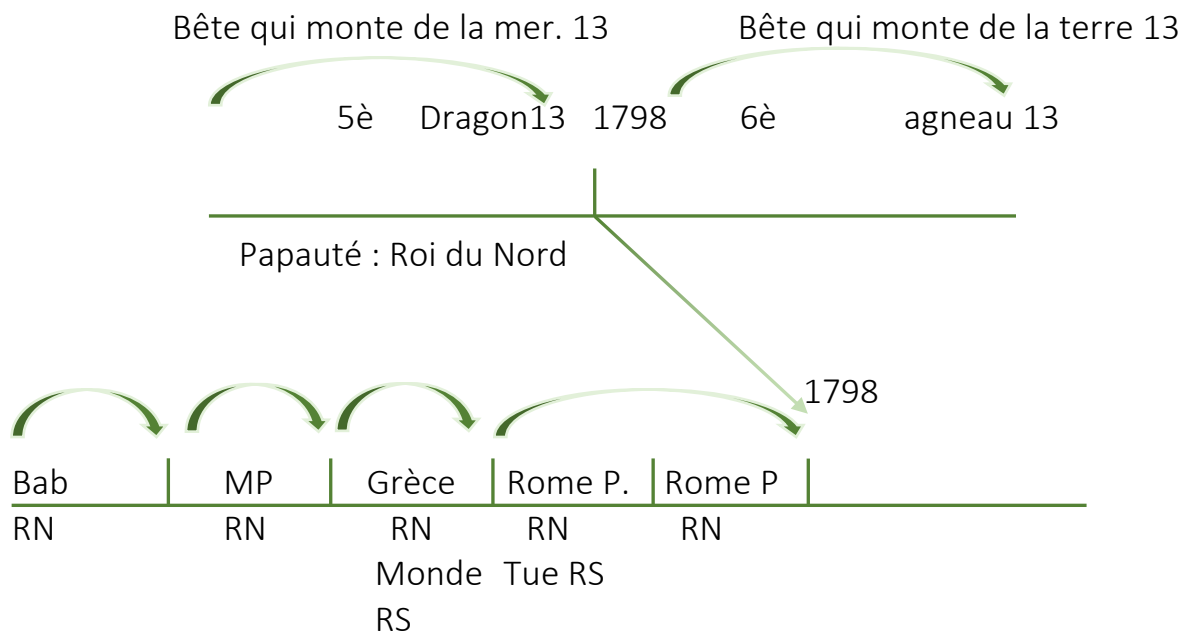 Bête qui monte de la mer. 13 Bête qui monte de la terre 13
5è Dragon13 1798 6è agneau 13
Papauté : Roi du Nord
1798
Bab MP Grèce Rome P. Rome P
RN RN RN RN RN
Monde Tue RS
RS